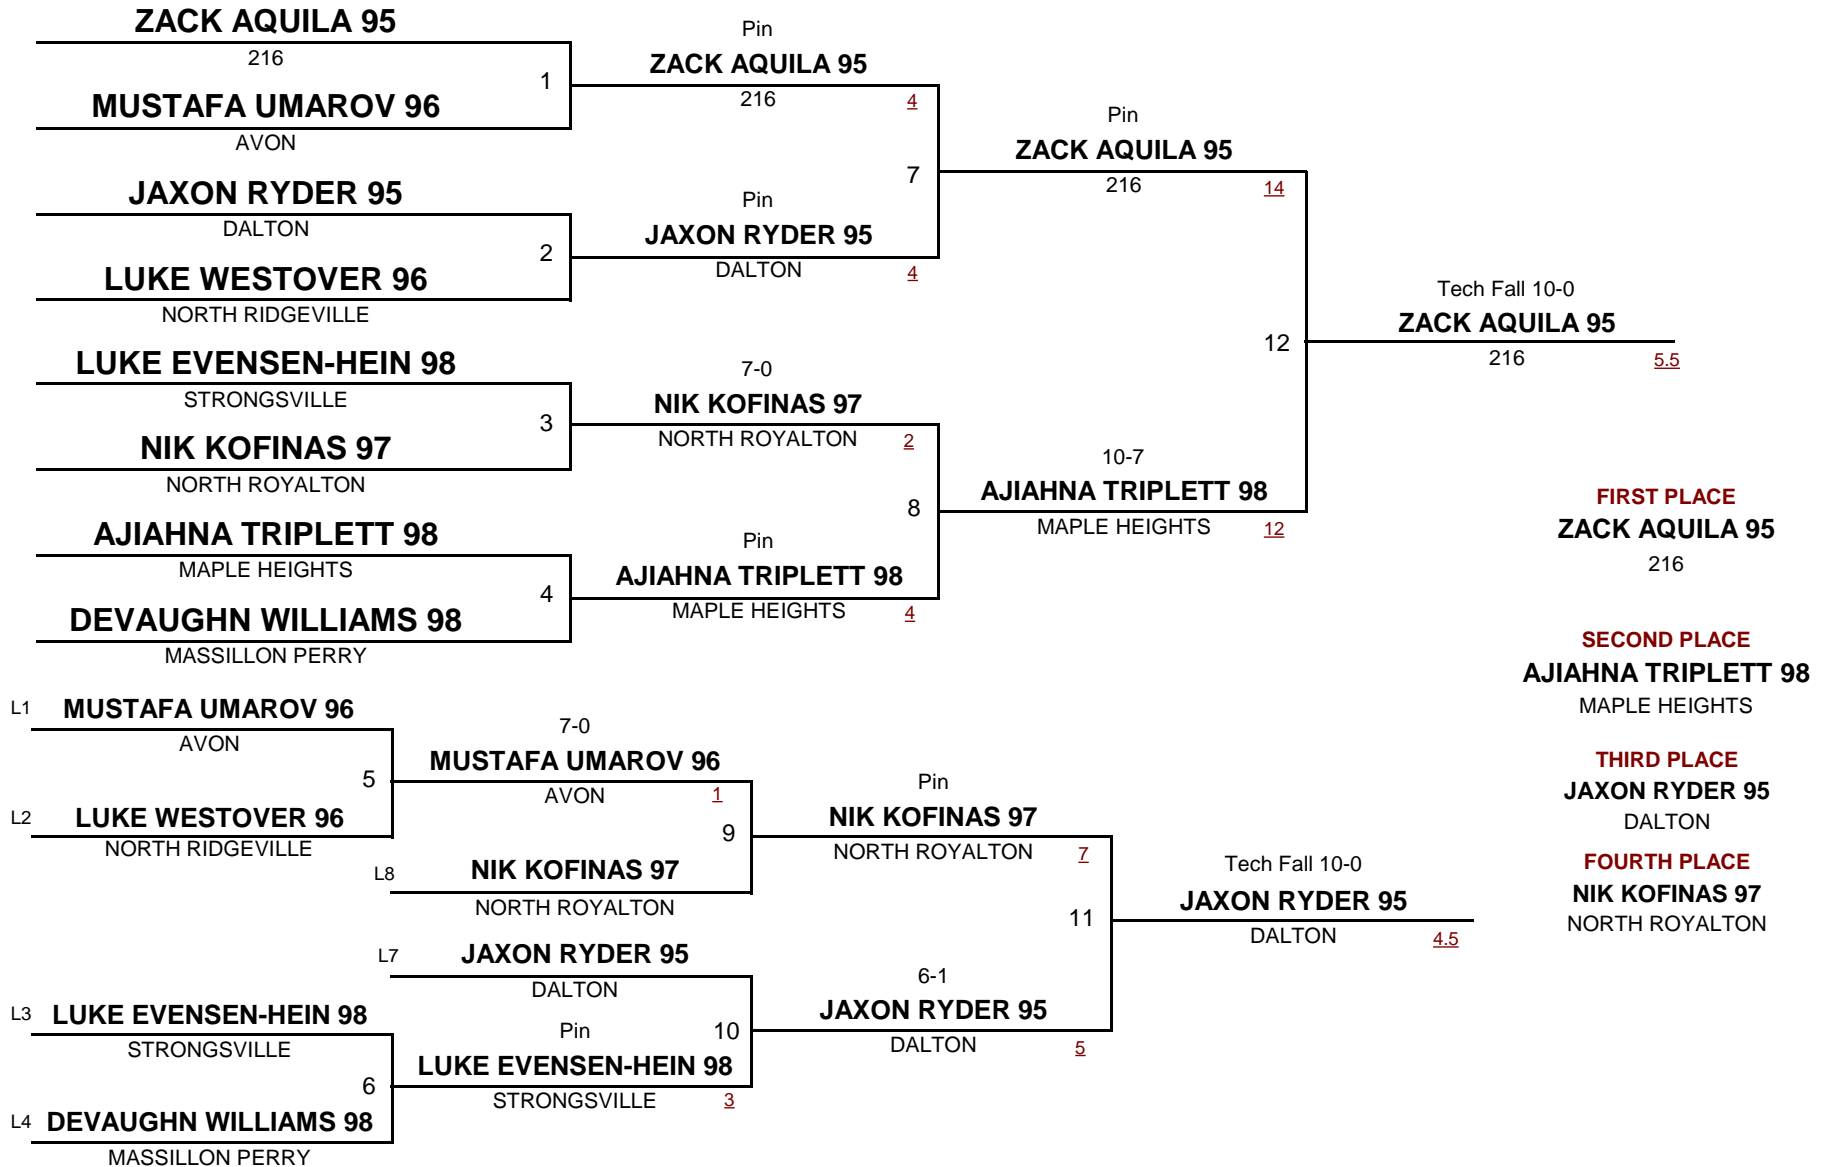 ZACK AQUILA 95
216
1
MUSTAFA UMAROV 96
AVON
JAXON RYDER 95
DALTON
2
LUKE WESTOVER 96
NORTH RIDGEVILLE
LUKE EVENSEN-HEIN 98
STRONGSVILLE
3
NIK KOFINAS 97
NORTH ROYALTON
AJIAHNA TRIPLETT 98
MAPLE HEIGHTS
4
DEVAUGHN WILLIAMS 98
MASSILLON PERRY
Pin
ZACK AQUILA 95
216 4
7
Pin
JAXON RYDER 95
DALTON 4
7-0
NIK KOFINAS 97
NORTH ROYALTON 2
8
Pin
AJIAHNA TRIPLETT 98
MAPLE HEIGHTS 4
Pin
ZACK AQUILA 95
216 14
12
10-7
AJIAHNA TRIPLETT 98
MAPLE HEIGHTS 12
Tech Fall 10-0
ZACK AQUILA 95
216 5.5
FIRST PLACE
ZACK AQUILA 95
216
SECOND PLACE
AJIAHNA TRIPLETT 98
MAPLE HEIGHTS
THIRD PLACE
JAXON RYDER 95
DALTON
FOURTH PLACE
NIK KOFINAS 97
NORTH ROYALTON
L1 MUSTAFA UMAROV 96
AVON
5
L2 LUKE WESTOVER 96
NORTH RIDGEVILLE
7-0
MUSTAFA UMAROV 96
AVON 1
9
L8 NIK KOFINAS 97
NORTH ROYALTON
L7 JAXON RYDER 95
DALTON
10
L3 LUKE EVENSEN-HEIN 98
STRONGSVILLE
6
L4 DEVAUGHN WILLIAMS 98
MASSILLON PERRY
Pin
LUKE EVENSEN-HEIN 98
STRONGSVILLE 3
Pin
NIK KOFINAS 97
NORTH ROYALTON 7
11
6-1
JAXON RYDER 95
DALTON 5
Tech Fall 10-0
JAXON RYDER 95
DALTON 4.5